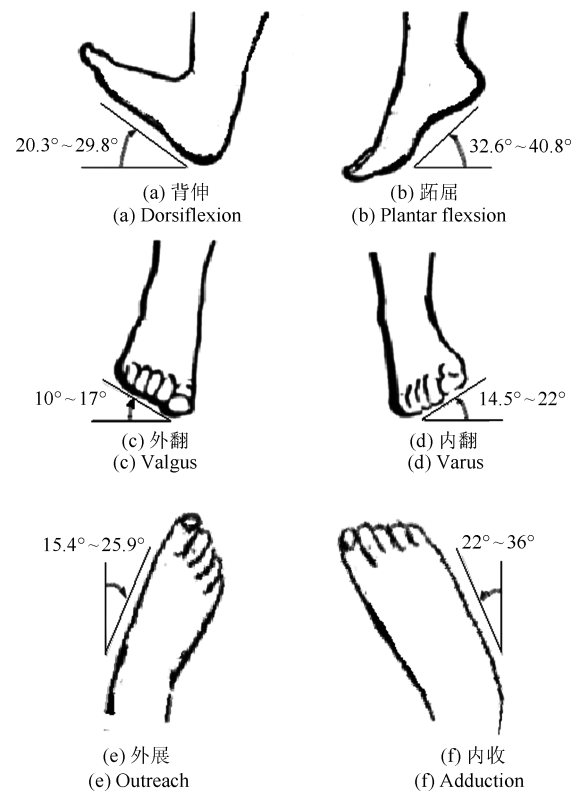 20.3°~29.8°
32.6°~40.8°
(a) 背伸
(a) Dorsiflexion
(b) 跖屈
(b) Plantar flexsion
10°~17°
14.5°~22°
(c) 外翻
(c) Valgus
(d) 内翻
(d) Varus
15.4°~25.9°
22°~36°
(e) 外展
(e) Outreach
(f) 内收
(f) Adduction